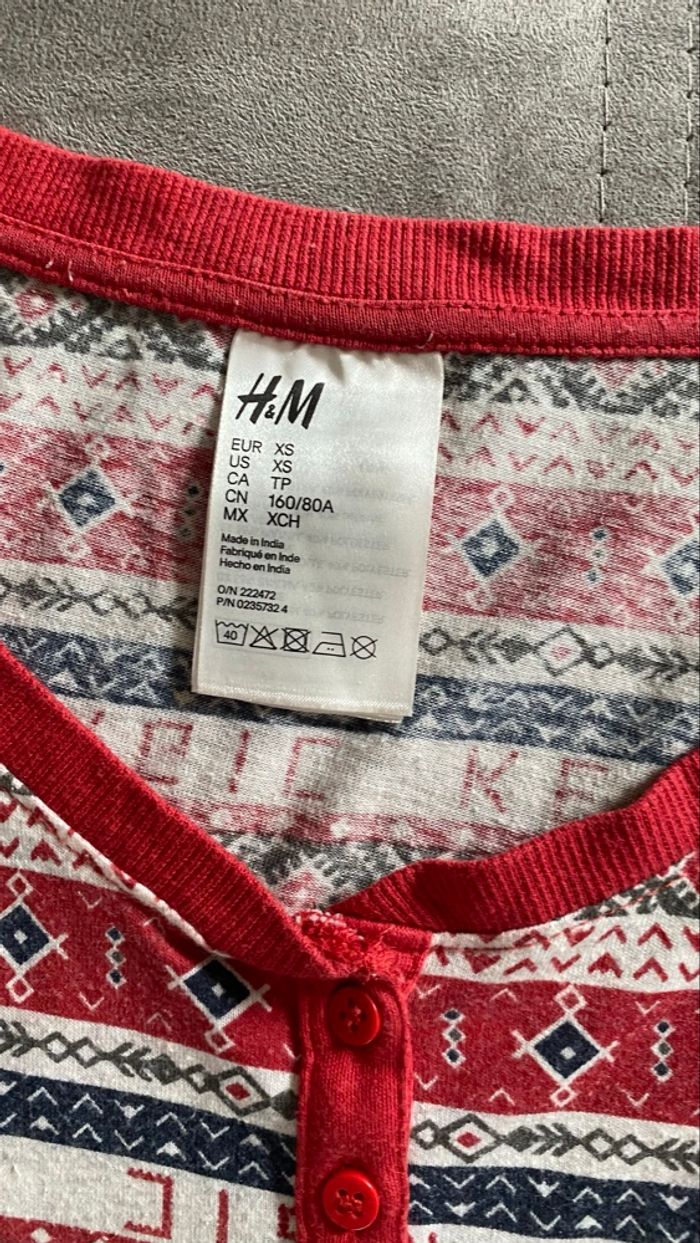 H&M
EUR XS
US XS
CA TP
CN 160/80A
MX XCH
Made in India
Fabriqué en Inde
Hecho en India
O/N 222472
P/N 0235732 4
40